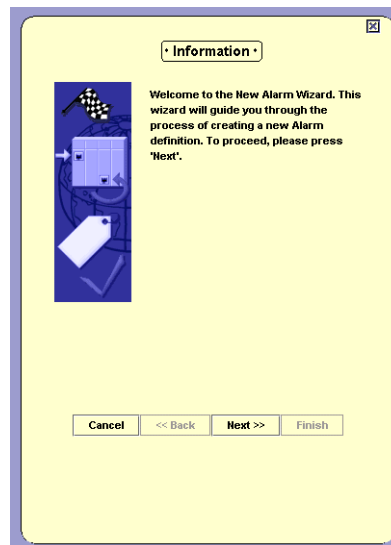 • Information •
Welcome to the New Alarm Wizard. This
wizard will guide you through the
process of creating a new Alarm
definition. To proceed, please press
'Next'.
Cancel << Back Next >> Finish